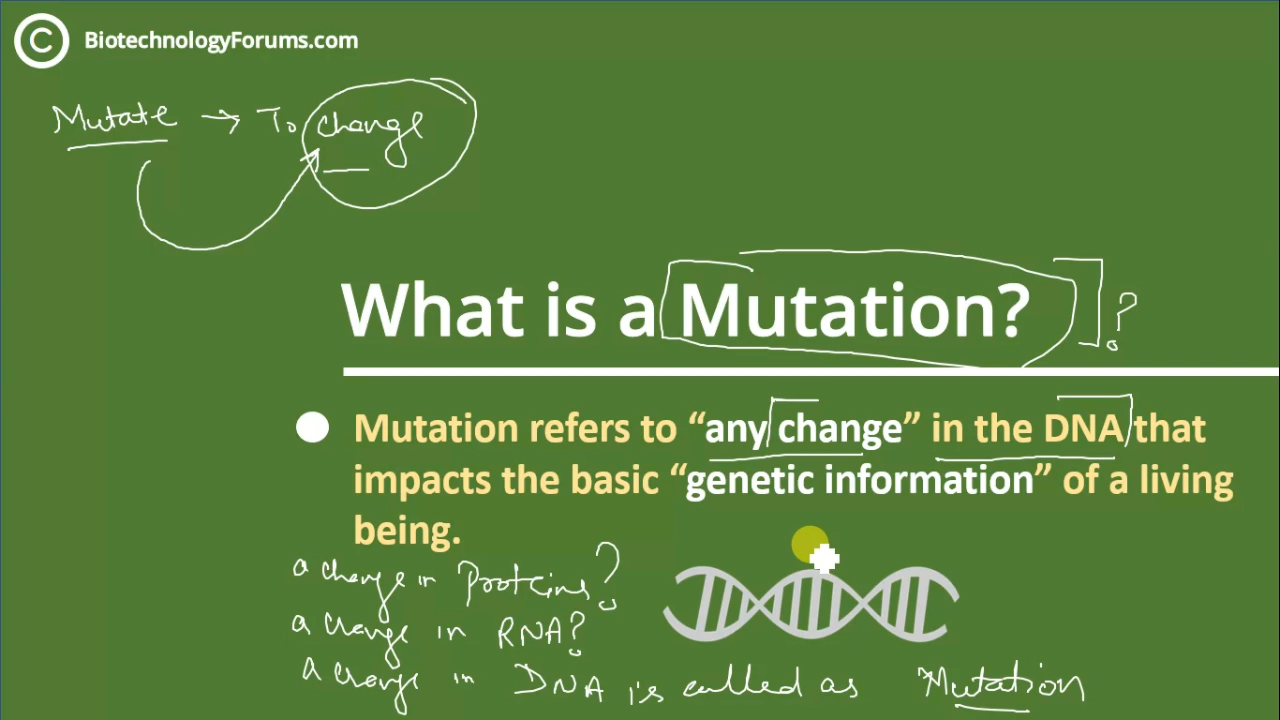 © BiotechnologyForums.com
Mutate → To change
What is a Mutation?
?
Mutation refers to “any change” in the DNA that
impacts the basic “genetic information” of a living
being.
a change in Proteins?
a change in RNA?
a change in DNA is called as Mutation